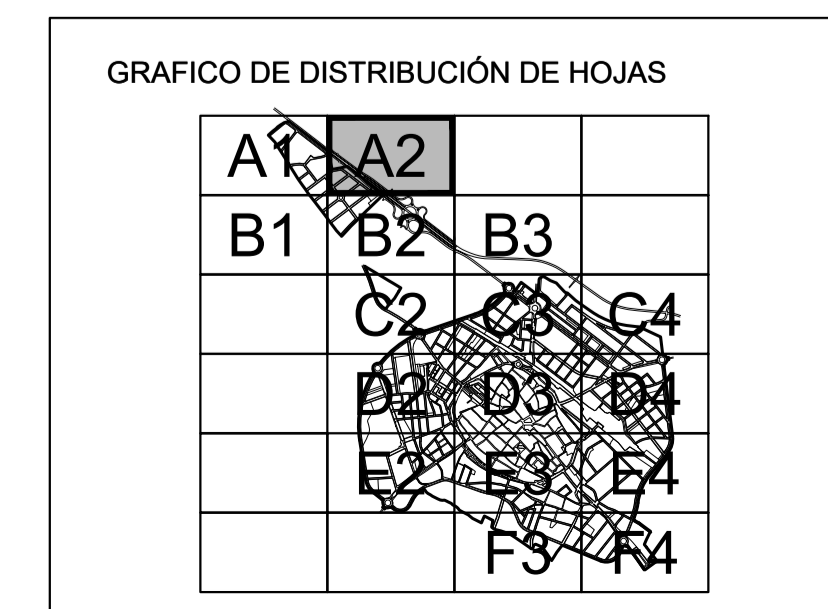 GRAFICO DE DISTRIBUCIÓN DE HOJAS
A1 A2
B1 B2 B3
C2 C3 C4
D2 D3 D4
E2 E3 E4
F3 F4